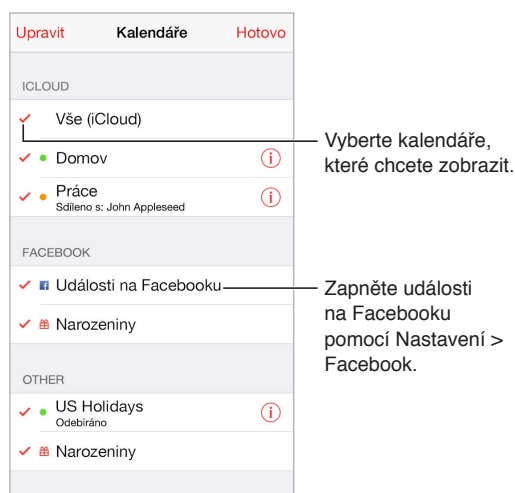 Upravit Kalendáře Hotovo
ICLOUD
Vše (iCloud)
Domov
Práce
Sdíleno s: John Appleseed
Vyberte kalendáře,
které chcete zobrazit.
FACEBOOK
Události na Facebooku
Narozeniny
Zapněte události
na Facebooku
pomocí Nastavení >
Facebook.
OTHER
US Holidays
Odebíráno
Narozeniny